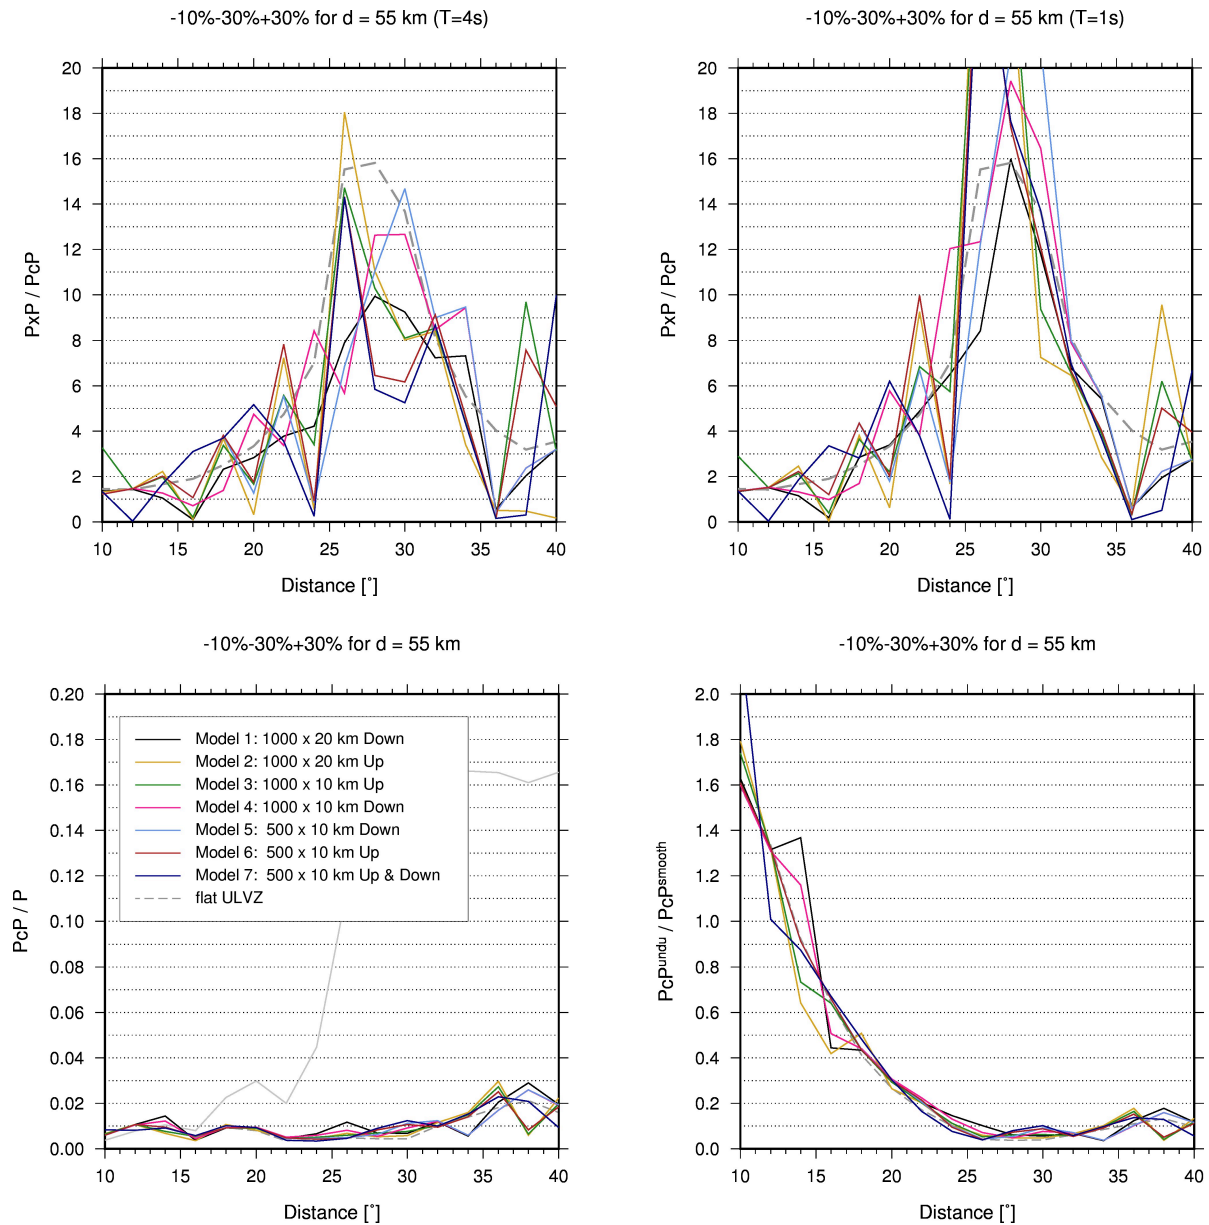 -10%-30%+30% for d = 55 km (T=4s)
PxP / PcP
20
18
16
14
12
10
8
6
4
2
0
10 15 20 25 30 35 40
Distance [˚]
-10%-30%+30% for d = 55 km (T=1s)
PxP / PcP
20
18
16
14
12
10
8
6
4
2
0
10 15 20 25 30 35 40
Distance [˚]
-10%-30%+30% for d = 55 km
PcP / P
0.20
0.18
0.16
0.14
0.12
0.10
0.08
0.06
0.04
0.02
0.00
Model 1: 1000 x 20 km Down
Model 2: 1000 x 20 km Up
Model 3: 1000 x 10 km Up
Model 4: 1000 x 10 km Down
Model 5: 500 x 10 km Down
Model 6: 500 x 10 km Up
Model 7: 500 x 10 km Up & Down
flat ULVZ
10 15 20 25 30 35 40
Distance [˚]
-10%-30%+30% for d = 55 km
PcPundu / PcPsmooth
2.0
1.8
1.6
1.4
1.2
1.0
0.8
0.6
0.4
0.2
0.0
10 15 20 25 30 35 40
Distance [˚]